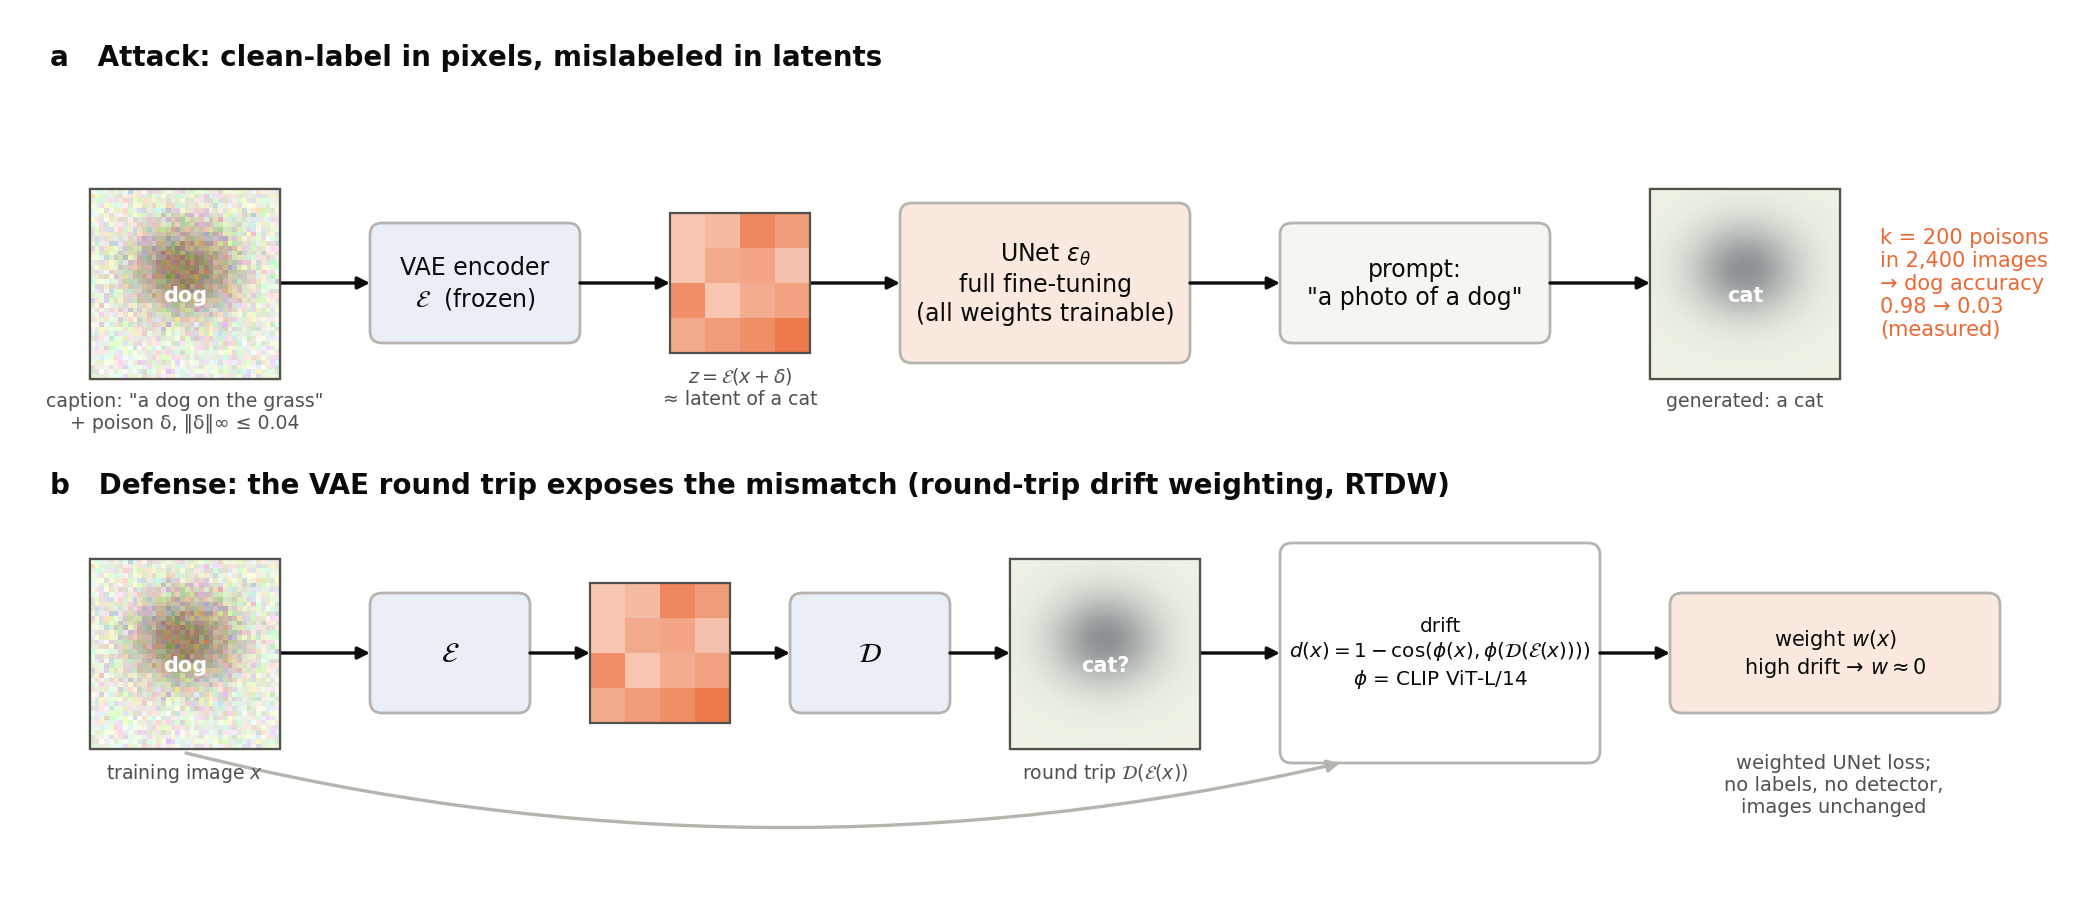 a Attack: clean-label in pixels, mislabeled in latents
dog
caption: "a dog on the grass"
+ poison δ, ‖δ‖∞ ≤ 0.04
VAE encoder
ℰ (frozen)
z = ℰ(x + δ)
≈ latent of a cat
UNet ε_θ
full fine-tuning
(all weights trainable)
prompt:
"a photo of a dog"
cat
generated: a cat
k = 200 poisons
in 2,400 images
→ dog accuracy
0.98 → 0.03
(measured)
b Defense: the VAE round trip exposes the mismatch (round-trip drift weighting, RTDW)
dog
training image x
ℰ
𝒟
cat?
round trip 𝒟(ℰ(x))
drift
d(x) = 1 − cos(ϕ(x), ϕ(𝒟(ℰ(x))))
ϕ = CLIP ViT-L/14
weight w(x)
high drift → w ≈ 0
weighted UNet loss;
no labels, no detector,
images unchanged